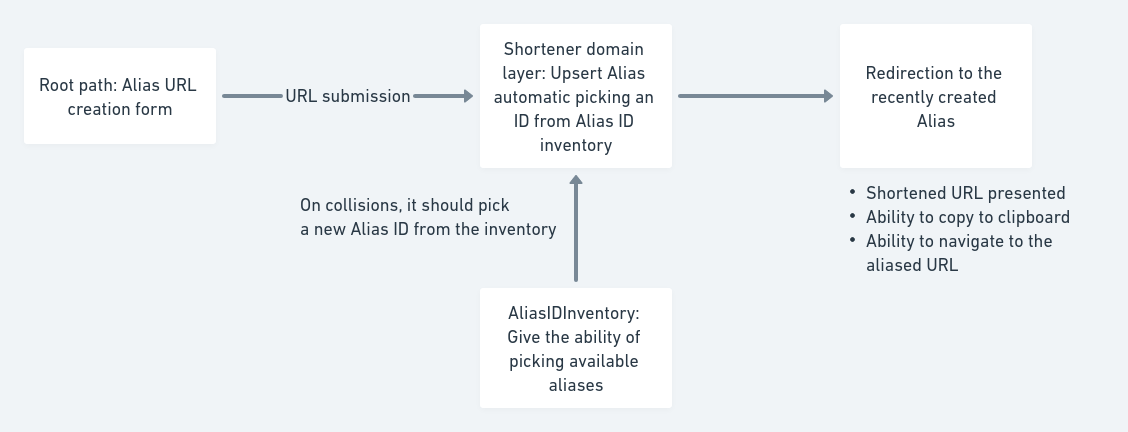 Root path: Alias URL
creation form
URL submission
Shortener domain
layer: Upsert Alias
automatic picking an
ID from Alias ID
inventory
Redirection to the
recently created
Alias
• Shortened URL presented
• Ability to copy to clipboard
• Ability to navigate to the
aliased URL
On collisions, it should pick
a new Alias ID from the inventory
AliasIDInventory:
Give the ability of
picking available
aliases